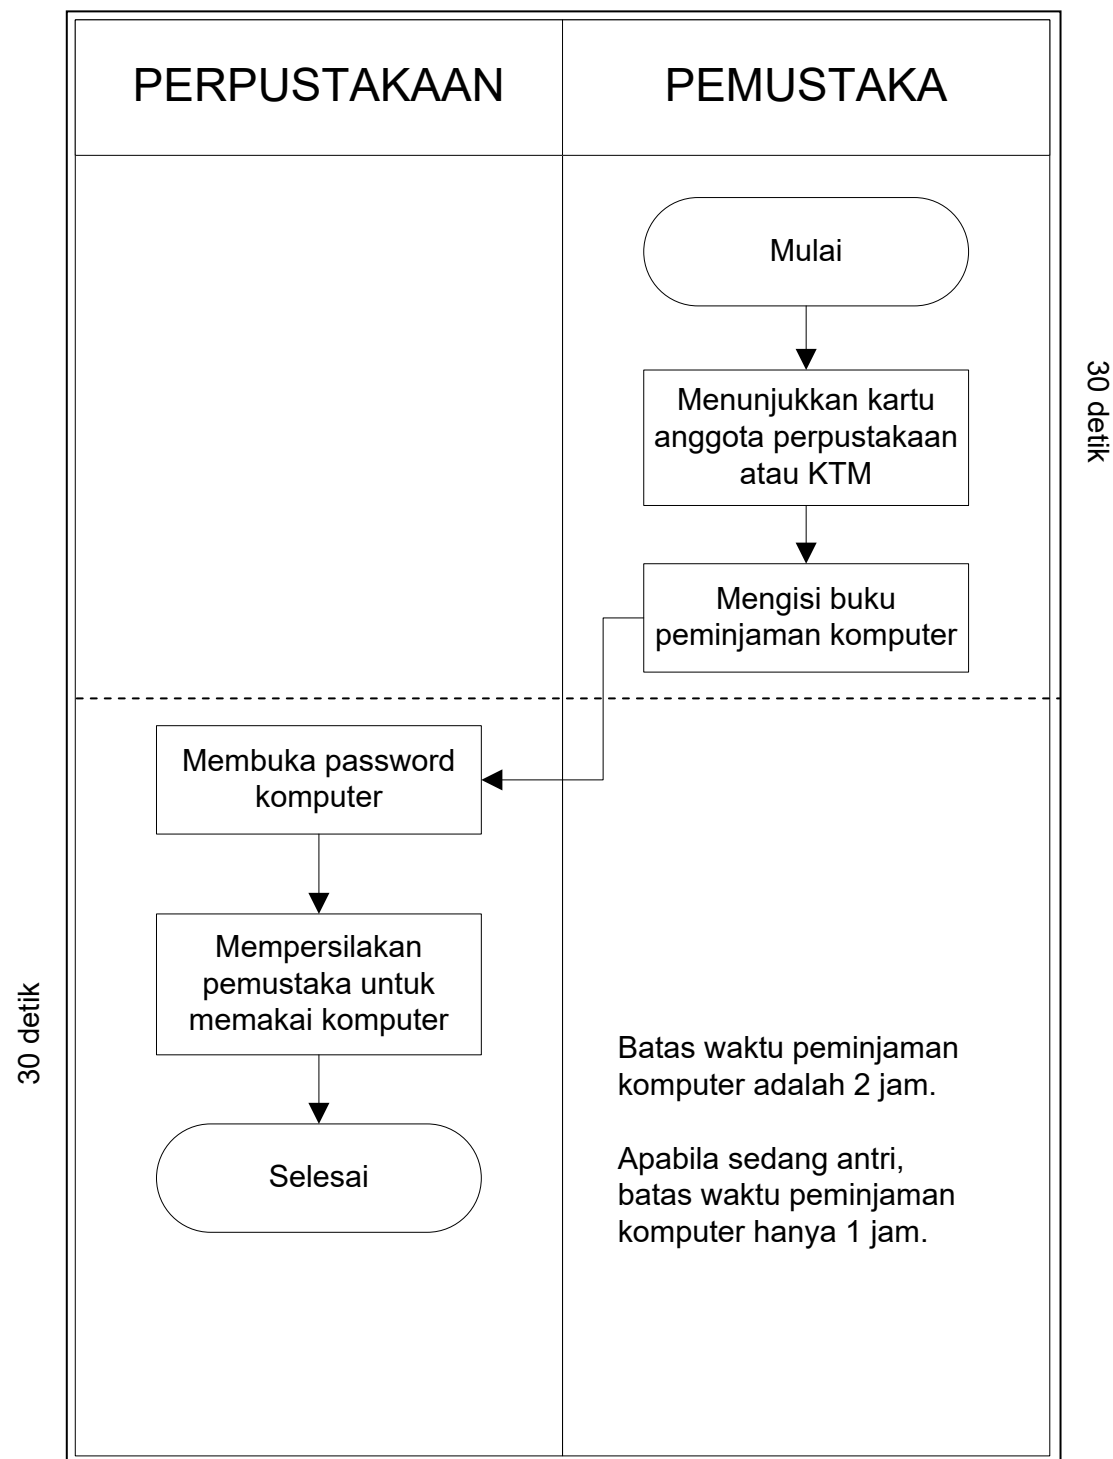 PERPUSTAKAAN
PEMUSTAKA
Mulai
Menunjukkan kartu
anggota perpustakaan
atau KTM
30 detik
Mengisi buku
peminjaman komputer
Membuka password
komputer
Mempersilakan
pemustaka untuk
memakai komputer
30 detik
Selesai
Batas waktu peminjaman
komputer adalah 2 jam.
Apabila sedang antri,
batas waktu peminjaman
komputer hanya 1 jam.